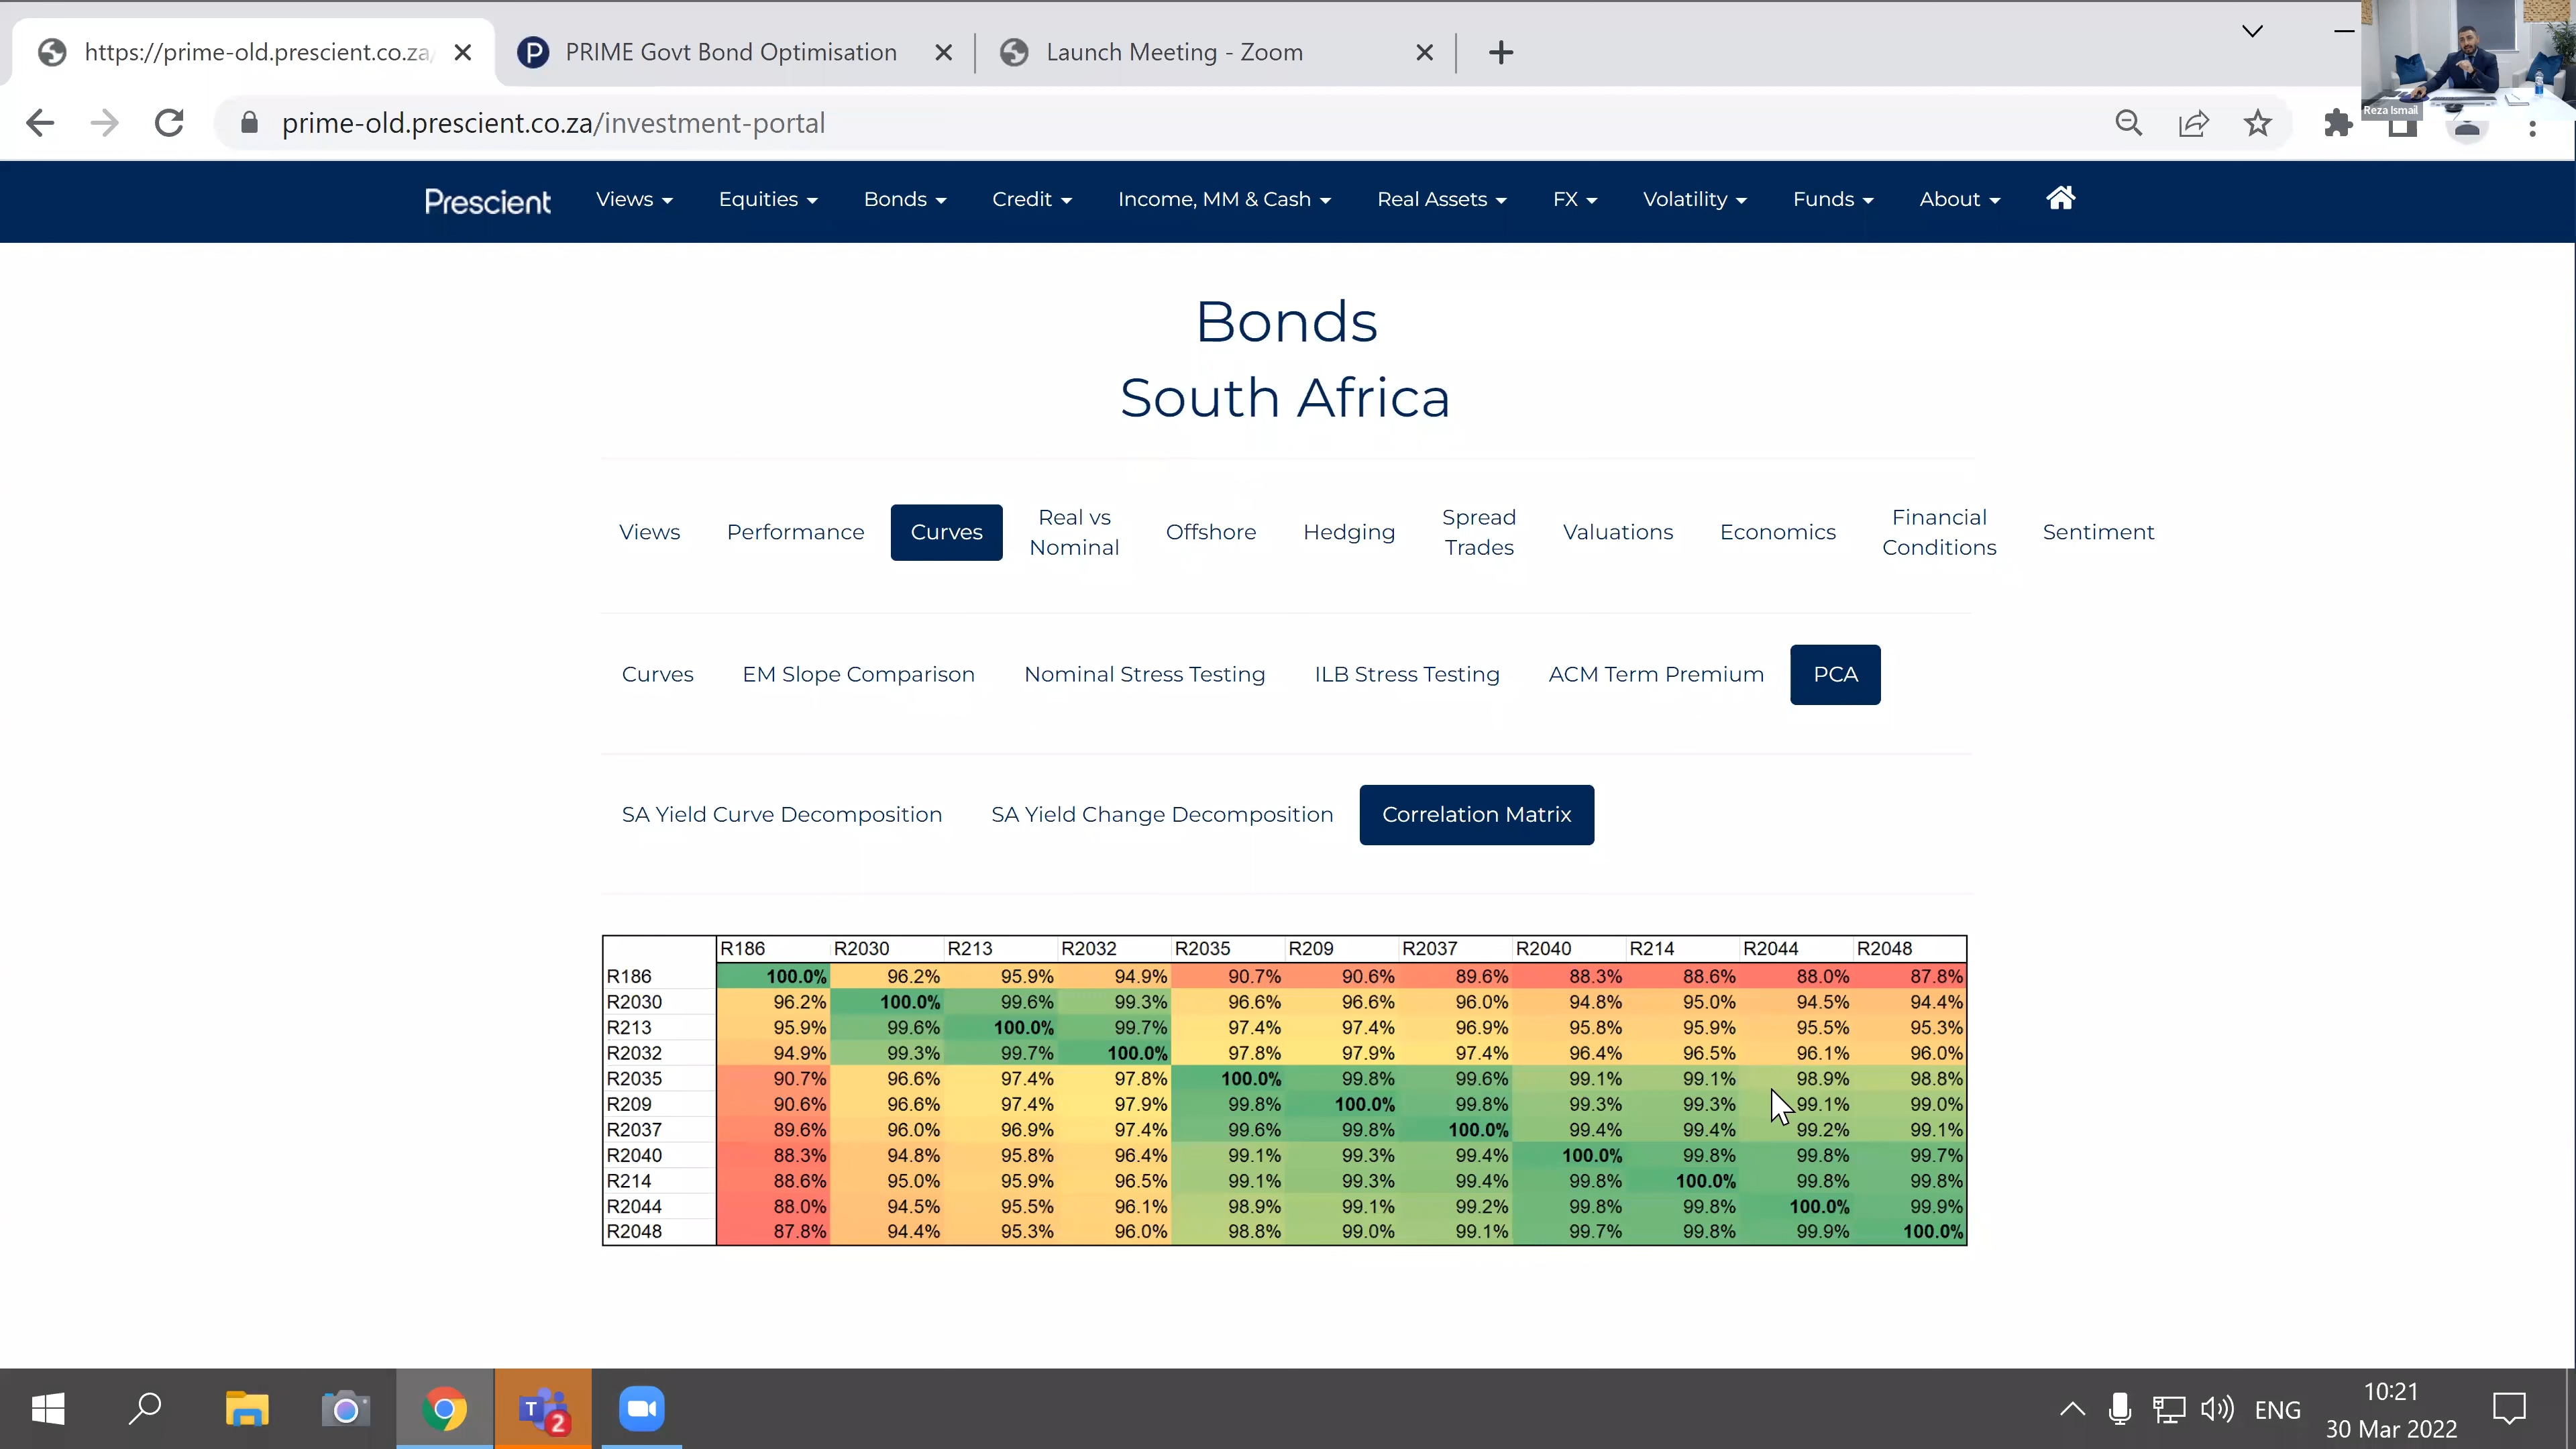 https://prime-old.prescient.co.za/
PRIME Govt Bond Optimisation
Launch Meeting - Zoom
Reza Ismail
prime-old.prescient.co.za/investment-portal
Prescient Views Equities Bonds Credit Income, MM & Cash Real Assets FX Volatility Funds About
Bonds
South Africa
Views Performance Curves Real vs Nominal Offshore Hedging Spread Trades Valuations Economics Financial Conditions Sentiment
Curves EM Slope Comparison Nominal Stress Testing ILB Stress Testing ACM Term Premium PCA
SA Yield Curve Decomposition SA Yield Change Decomposition Correlation Matrix
R186 R2030 R213 R2032 R2035 R209 R2037 R2040 R214 R2044 R2048
R186 100.0% 96.2% 95.9% 94.9% 90.7% 90.6% 89.6% 88.3% 88.6% 88.0% 87.8%
R2030 96.2% 100.0% 99.6% 99.3% 96.6% 96.6% 96.0% 94.8% 95.0% 94.5% 94.4%
R213 95.9% 99.6% 100.0% 99.7% 97.4% 97.4% 96.9% 95.8% 95.9% 95.5% 95.3%
R2032 94.9% 99.3% 99.7% 100.0% 97.8% 97.9% 97.4% 96.4% 96.5% 96.1% 96.0%
R2035 90.7% 96.6% 97.4% 97.8% 100.0% 99.8% 99.6% 99.1% 99.1% 98.9% 98.8%
R209 90.6% 96.6% 97.4% 97.9% 99.8% 100.0% 99.8% 99.3% 99.3% 99.1% 99.0%
R2037 89.6% 96.0% 96.9% 97.4% 99.6% 99.8% 100.0% 99.4% 99.4% 99.2% 99.1%
R2040 88.3% 94.8% 95.8% 96.4% 99.1% 99.3% 99.4% 100.0% 99.8% 99.8% 99.7%
R214 88.6% 95.0% 95.9% 96.5% 99.1% 99.3% 99.4% 99.8% 100.0% 99.8% 99.8%
R2044 88.0% 94.5% 95.5% 96.1% 98.9% 99.1% 99.2% 99.8% 99.8% 100.0% 99.9%
R2048 87.8% 94.4% 95.3% 96.0% 98.8% 99.0% 99.1% 99.7% 99.8% 99.9% 100.0%
T 2
ENG
10:21
30 Mar 2022